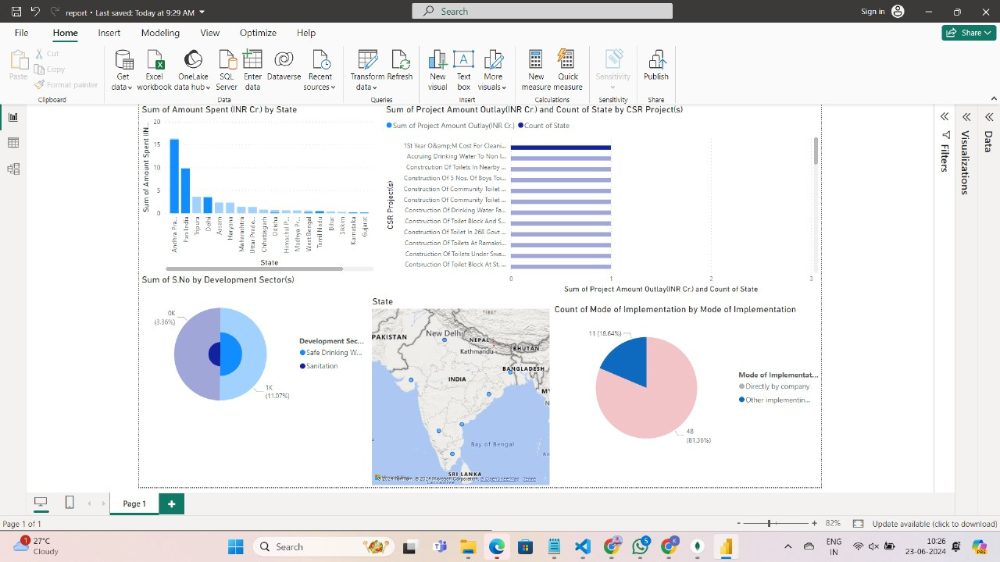 report • Last saved: Today at 9:29 AM
Search
Sign in
File Home Insert Modeling View Optimize Help
Share
Paste
Cut
Copy
Format painter
Clipboard
Get data
Excel workbook
OneLake data hub
SQL Server
Enter data
Dataverse
Recent sources
Data
Transform data
Refresh
Queries
New visual
Text box
More visuals
Insert
New measure
Quick measure
Calculations
Sensitivity
Sensitivity
Publish
Share
Sum of Amount Spent (INR Cr.) by State
Sum of Amount Spent (IN...
20
15
10
5
0
Andhra Pra...
Pan India
Tripura
Delhi
Assam
Haryana
Maharashtra
Uttar Prade...
Chhattisgarh
Odisha
Himachal P...
Madhya Pr...
West Bengal
Tamil Nadu
Bihar
Sikkim
Karnataka
Gujarat
State
Sum of Project Amount Outlay(INR Cr.) and Count of State by CSR Project(s)
Sum of Project Amount Outlay(INR Cr.) Count of State
CSR Project(s)
1St Year O&amp;M Cost For Cleani...
Accruing Drinking Water To Non I...
Constrcution Of Toilets In Nearby ...
Construction Of 5 Nos. Of Boys Toi...
Construction Of Community Toilet ...
Construction Of Community Toilet ...
Construction Of Drinking Water Fa...
Construction Of Toilet Block And S...
Construction Of Toilet In 268 Govt ...
Construction Of Toilets At Ramakri...
Construction Of Toilets Under Swa...
Contsruction Of Toilet Block At St. ...
0 1 2 3
Sum of Project Amount Outlay(INR Cr.) and Count of State
Filters
Visualizations
Data
Sum of S.No by Development Sector(s)
0K
(3.36%)
1K
(11.07%)
Development Sec...
Safe Drinking W...
Sanitation
State
TIBET
PAKISTAN
New Delhi
NEPAL
Kathmandu
BHUTAN
BANGLADESH
INDIA
MY
Bay of Bengal
An
SRI LANKA
Laccadive
© 2024 TomTom, © 2024 Microsoft Corporation, © OpenStreetMap Terms
Count of Mode of Implementation by Mode of Implementation
11 (18.64%)
48
(81.36%)
Mode of Implementat...
Directly by company
Other implementin...
Page 1
Page 1 of 1
- + 82%
Update available (click to download)
1
27°C
Cloudy
Search
5
K
ENG
IN
10:26
23-06-2024
PRE